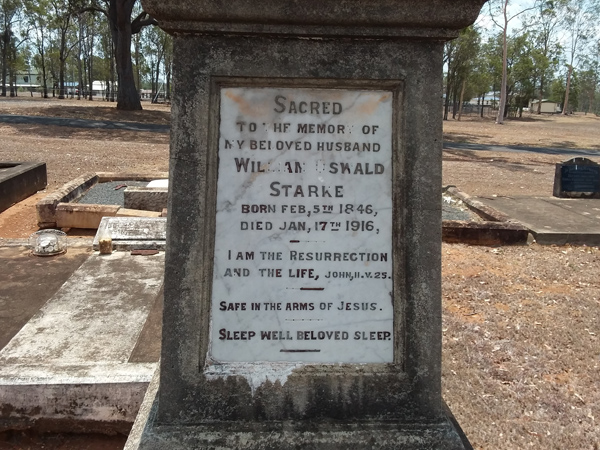 SACRED
TO THE MEMORY OF
MY BELOVED HUSBAND
WILLIAM OSWALD
STARKE
BORN FEB, 5TH 1846,
DIED JAN, 17TH 1916,
I AM THE RESURRECTION
AND THE LIFE, JOHN, 11.V.25.
SAFE IN THE ARMS OF JESUS.
SLEEP WELL BELOVED SLEEP.